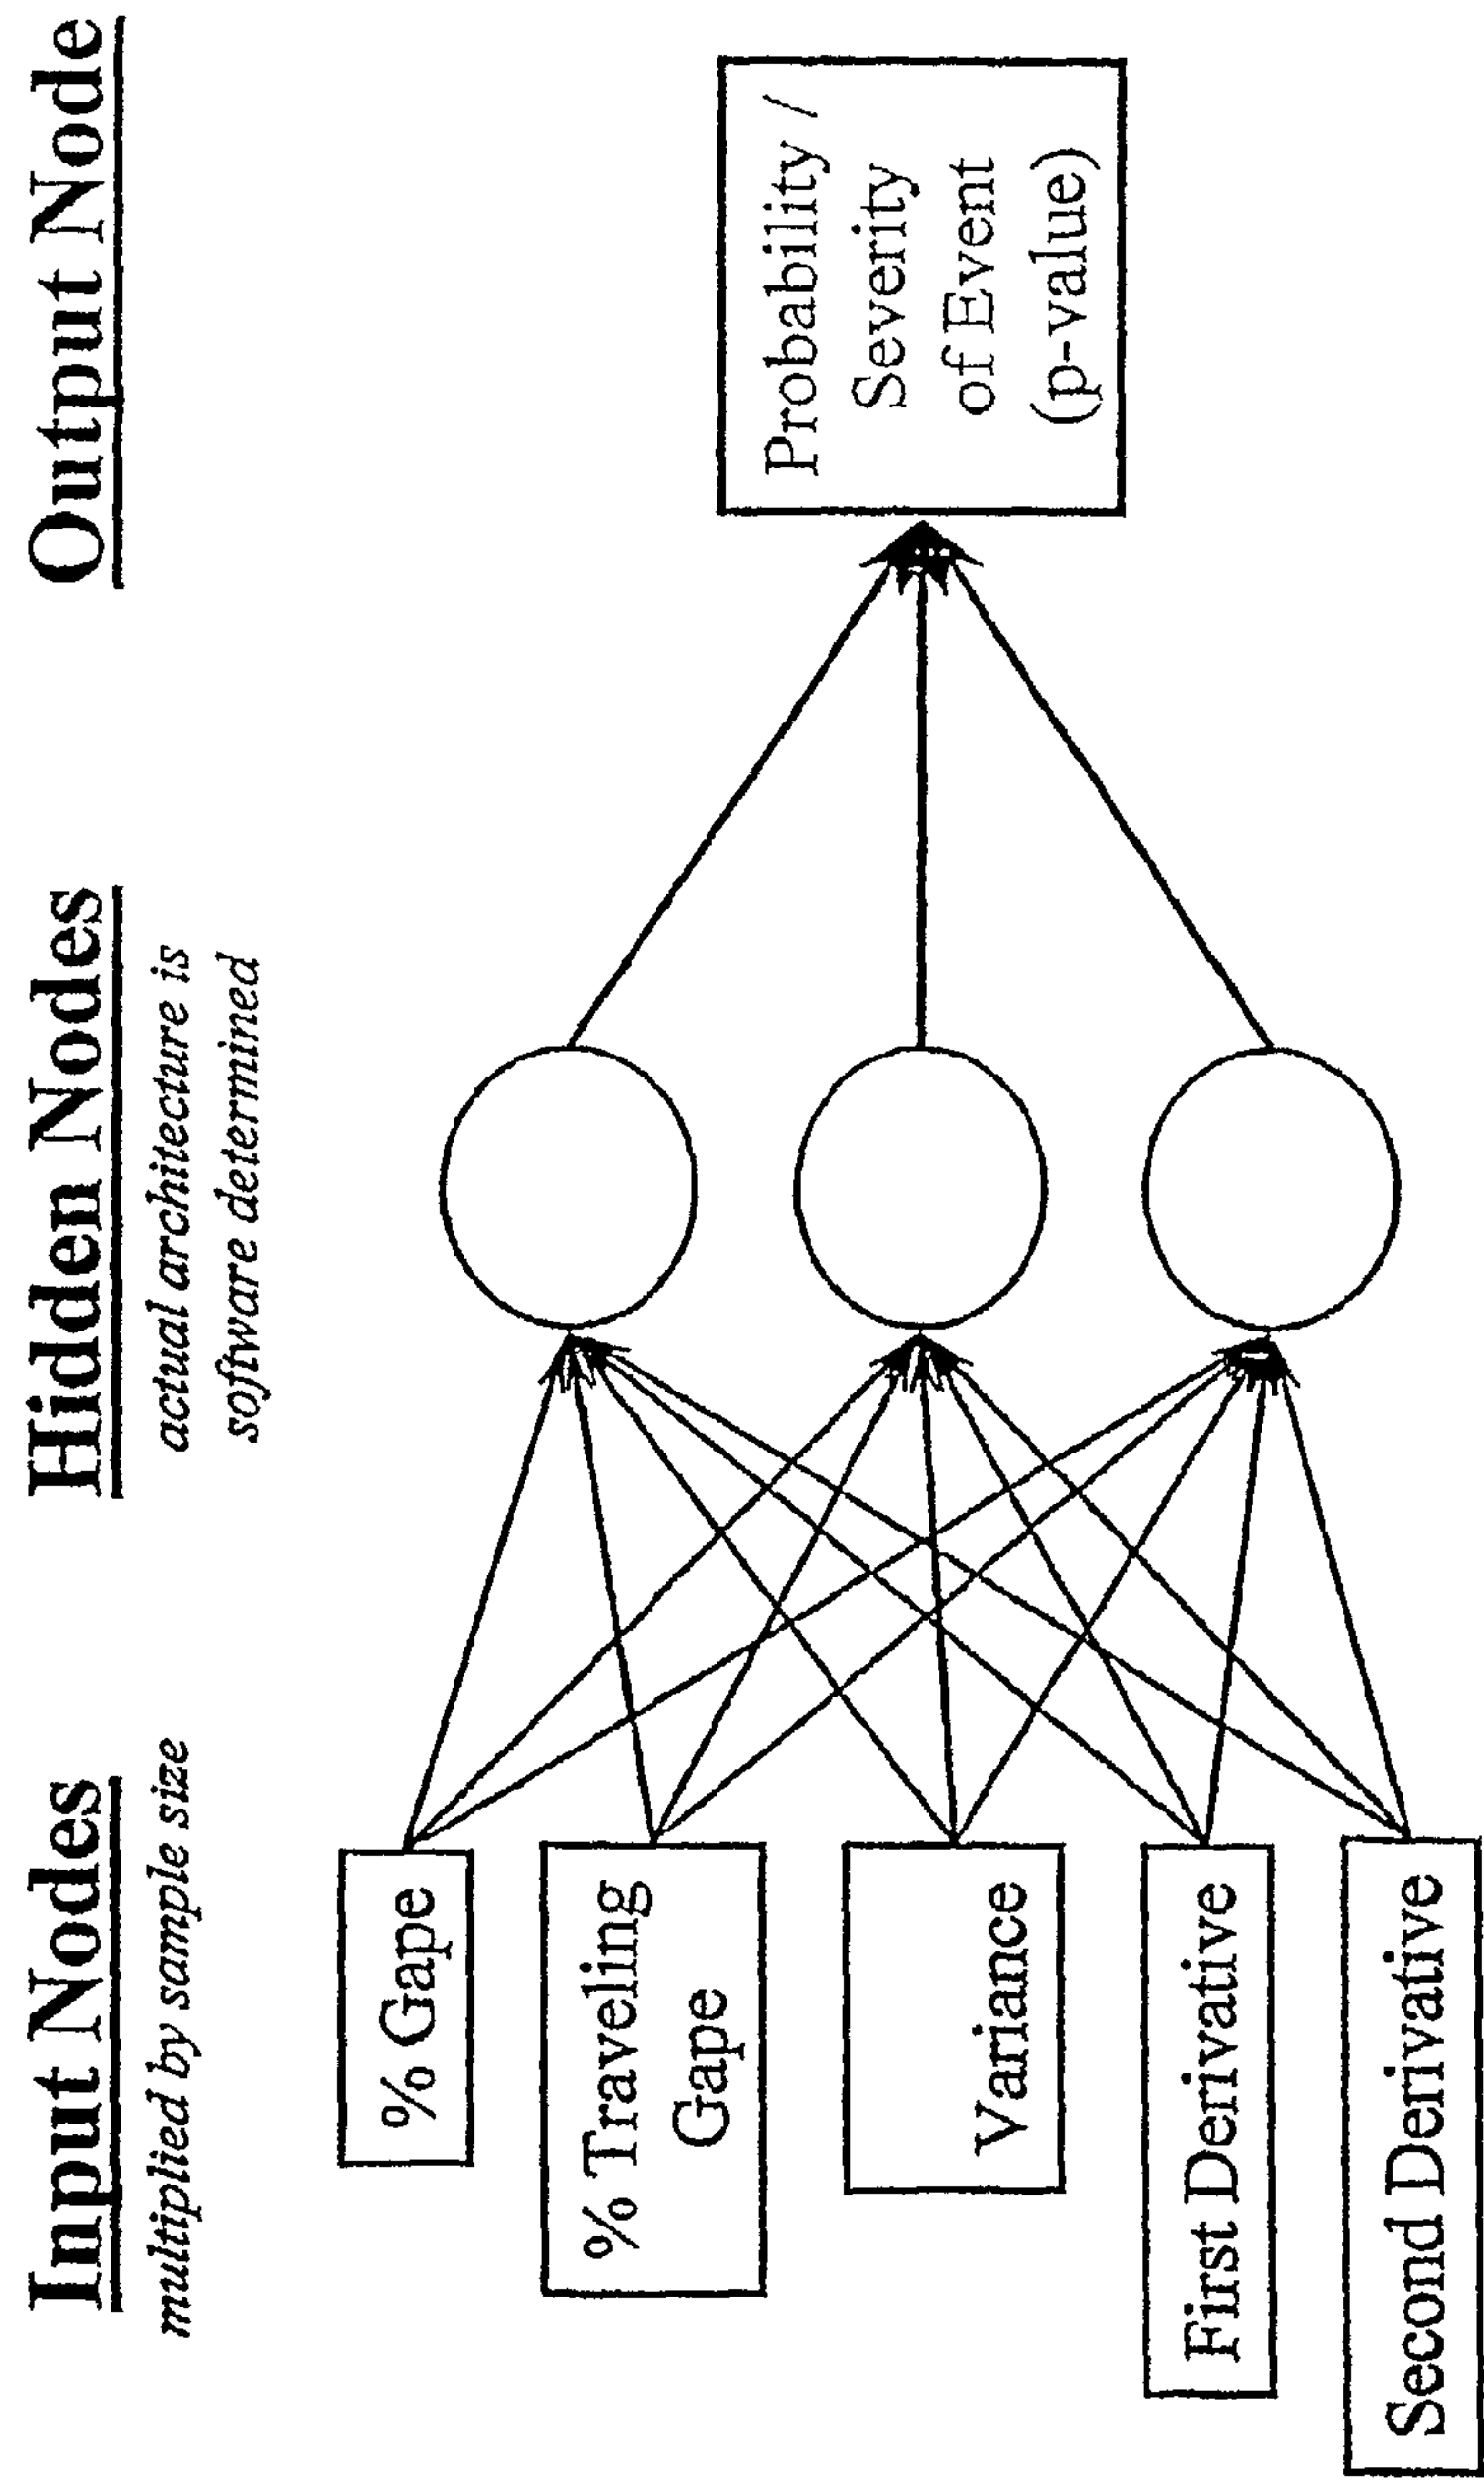 Input Nodes
multiplied by sample size
% Gape
% Traveling
Gape
Variance
First Derivative
Second Derivative
Hidden Nodes
actual architecture is
software determined
Output Node
Probability /
Severity
of Event
(p-value)